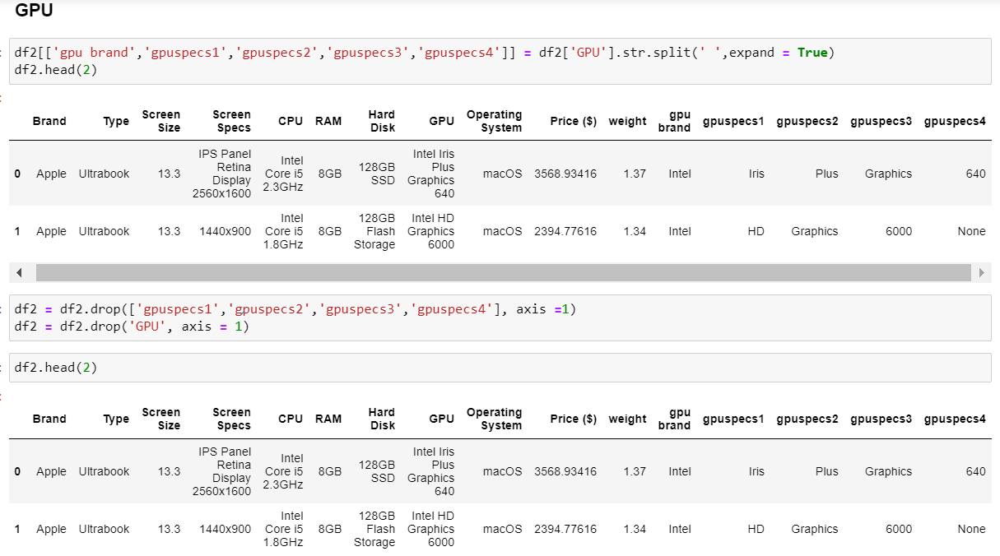 GPU
df2[['gpu brand','gpuspecs1','gpuspecs2','gpuspecs3','gpuspecs4']] = df2['GPU'].str.split(' ',expand = True)
df2.head(2)
Brand Type Screen Size Screen Specs CPU RAM Hard Disk GPU Operating System Price ($) weight gpu brand gpuspecs1 gpuspecs2 gpuspecs3 gpuspecs4
0 Apple Ultrabook 13.3 IPS Panel Retina Display 2560x1600 Intel Core i5 2.3GHz 8GB 128GB SSD Intel Iris Plus Graphics 640 macOS 3568.93416 1.37 Intel Iris Plus Graphics 640
1 Apple Ultrabook 13.3 1440x900 Intel Core i5 1.8GHz 8GB 128GB Flash Storage Intel HD Graphics 6000 macOS 2394.77616 1.34 Intel HD Graphics 6000 None
df2 = df2.drop(['gpuspecs1','gpuspecs2','gpuspecs3','gpuspecs4'], axis =1)
df2 = df2.drop('GPU', axis = 1)
df2.head(2)
Brand Type Screen Size Screen Specs CPU RAM Hard Disk GPU Operating System Price ($) weight gpu brand gpuspecs1 gpuspecs2 gpuspecs3 gpuspecs4
0 Apple Ultrabook 13.3 IPS Panel Retina Display 2560x1600 Intel Core i5 2.3GHz 8GB 128GB SSD Intel Iris Plus Graphics 640 macOS 3568.93416 1.37 Intel Iris Plus Graphics 640
1 Apple Ultrabook 13.3 1440x900 Intel Core i5 1.8GHz 8GB 128GB Flash Storage Intel HD Graphics 6000 macOS 2394.77616 1.34 Intel HD Graphics 6000 None